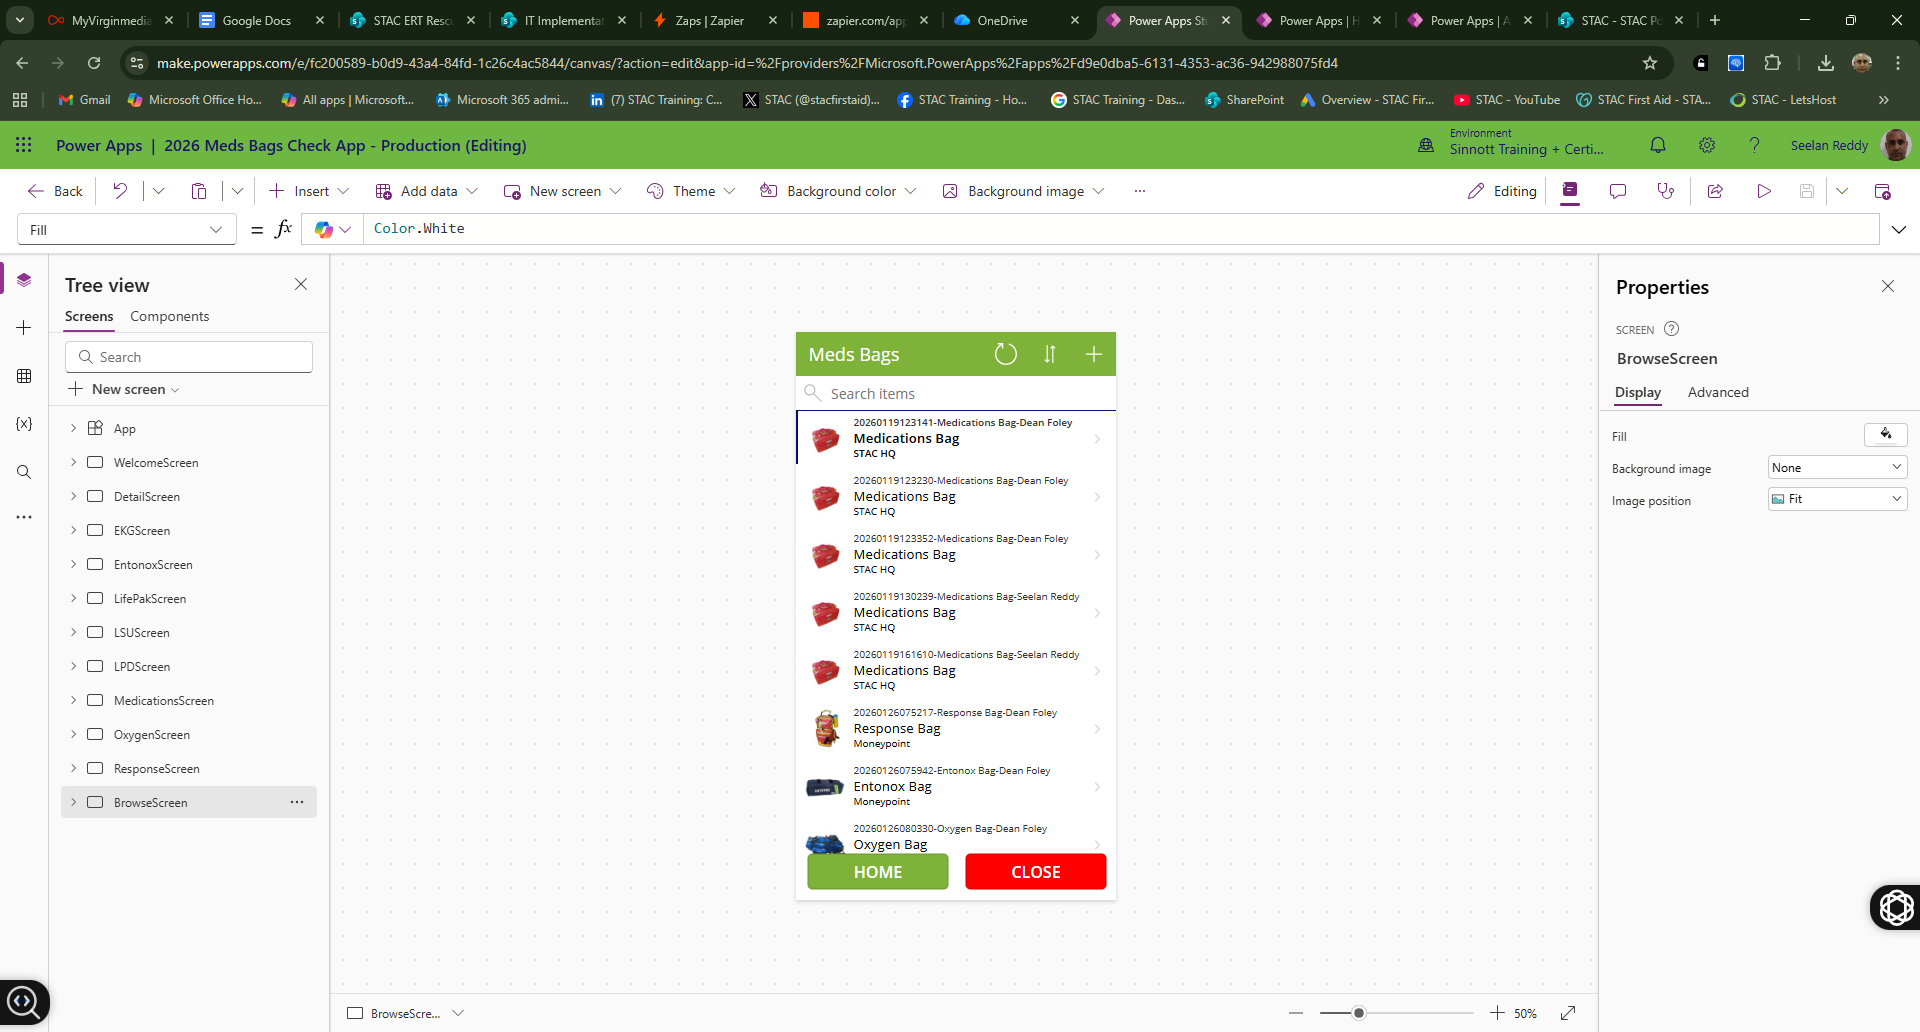 MyVirginmedia
Google Docs
STAC ERT Rescu
IT Implementat
Zaps | Zapier
zapier.com/app
OneDrive
Power Apps Stu
Power Apps | H
Power Apps | A
STAC - STAC Po
make.powerapps.com/e/fc200589-b0d9-43a4-84fd-1c26c4ac5844/canvas/?action=edit&app-id=%2Fproviders%2FMicrosoft.PowerApps%2Fapps%2Fd9e0dba5-6131-4353-ac36-942988075fd4
Gmail
Microsoft Office Ho...
All apps | Microsoft...
Microsoft 365 admi...
(7) STAC Training: C...
STAC (@stacfirstaid)...
STAC Training - Ho...
STAC Training - Das...
SharePoint
Overview - STAC Fir...
STAC - YouTube
STAC First Aid - STA...
STAC - LetsHost
Power Apps | 2026 Meds Bags Check App - Production (Editing)
Environment
Sinnott Training + Certi...
Seelan Reddy
Back
Insert
Add data
New screen
Theme
Background color
Background image
Editing
Fill
= fx
Color.White
Tree view
Screens
Components
Search
New screen
App
WelcomeScreen
DetailScreen
EKGScreen
EntonoxScreen
LifePakScreen
LSUScreen
LPDScreen
MedicationsScreen
OxygenScreen
ResponseScreen
BrowseScreen
Meds Bags
Search items
20260119123141-Medications Bag-Dean Foley
Medications Bag
STAC HQ
20260119123230-Medications Bag-Dean Foley
Medications Bag
STAC HQ
20260119123352-Medications Bag-Dean Foley
Medications Bag
STAC HQ
20260119130239-Medications Bag-Seelan Reddy
Medications Bag
STAC HQ
20260119161610-Medications Bag-Seelan Reddy
Medications Bag
STAC HQ
20260126075217-Response Bag-Dean Foley
Response Bag
Moneypoint
20260126075942-Entonox Bag-Dean Foley
Entonox Bag
Moneypoint
20260126080330-Oxygen Bag-Dean Foley
Oxygen Bag
HOME
CLOSE
Properties
SCREEN
BrowseScreen
Display
Advanced
Fill
Background image
None
Image position
Fit
BrowseScre...
50%